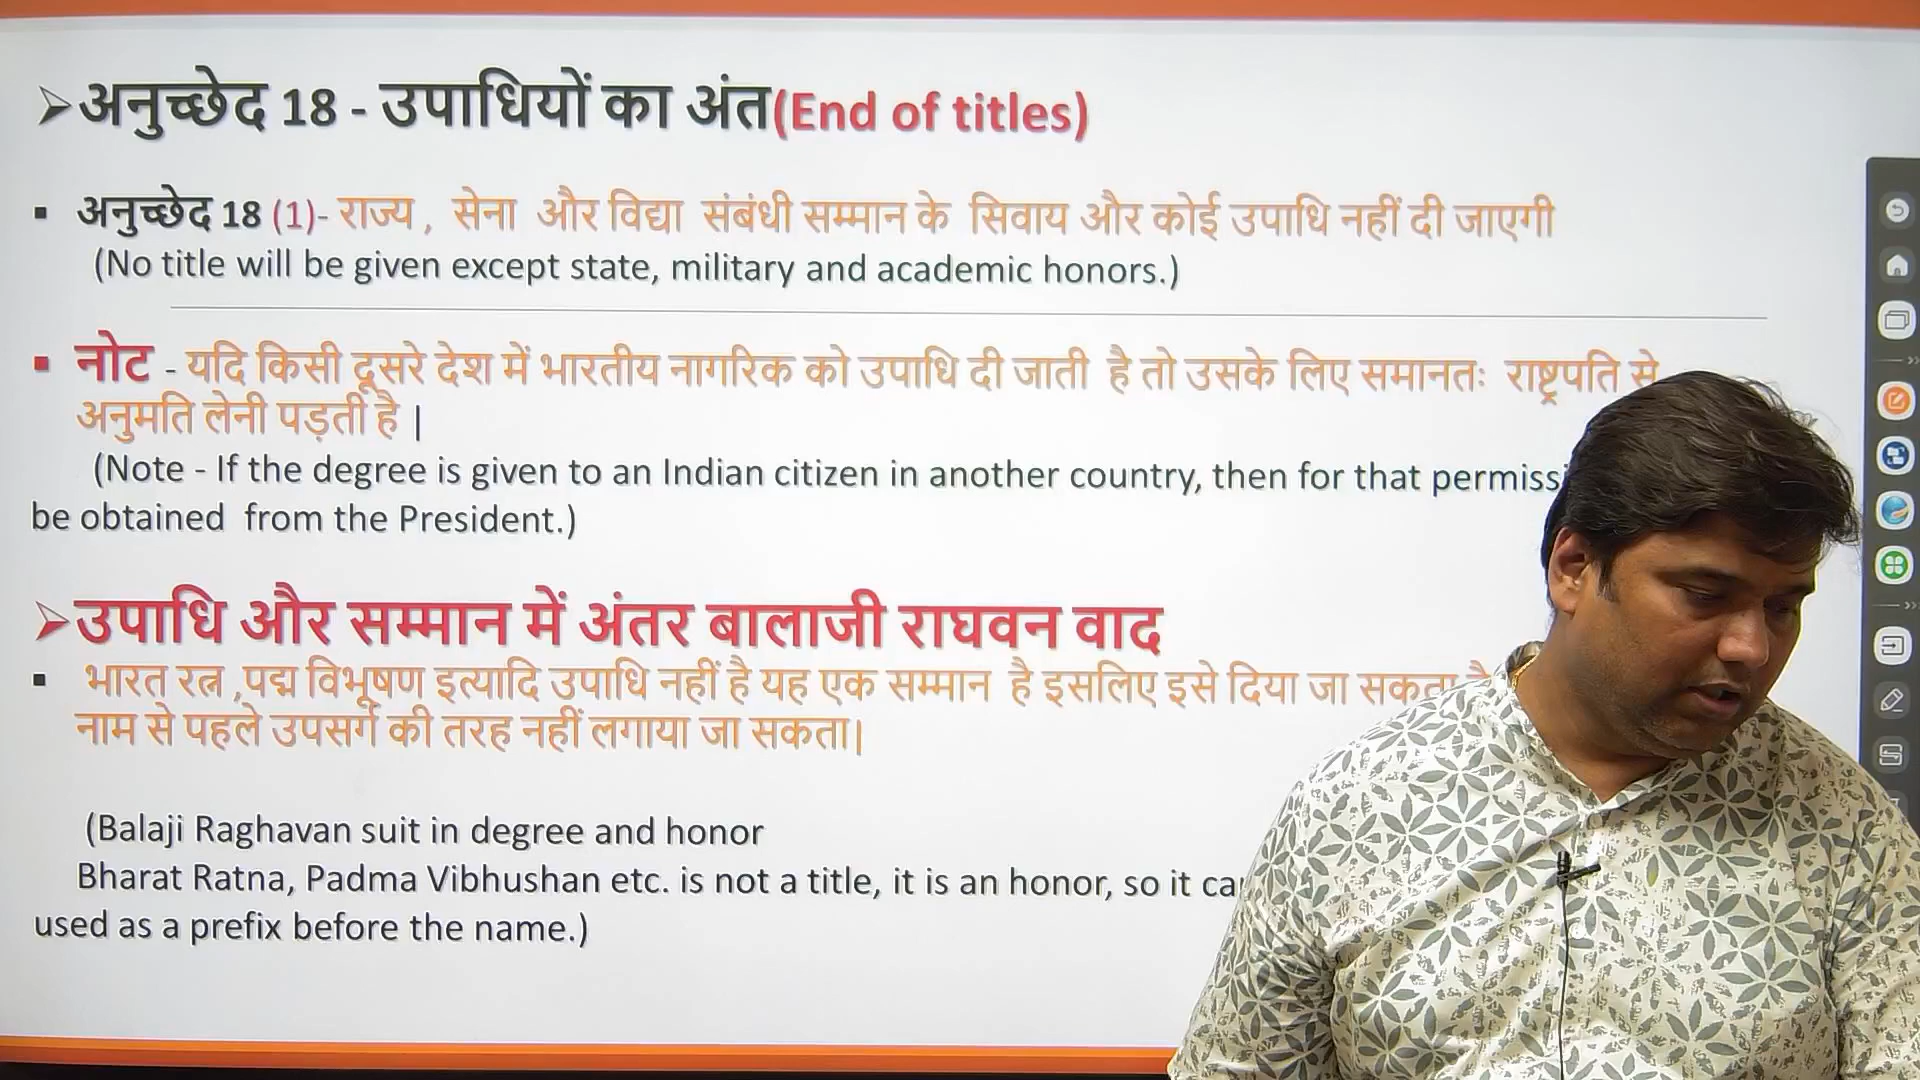 ➢अनुच्छेद 18 - उपाधियों का अंत(End of titles)
▪ अनुच्छेद 18 (1)- राज्य , सेना और विद्या संबंधी सम्मान के सिवाय और कोई उपाधि नहीं दी जाएगी
(No title will be given except state, military and academic honors.)
▪ नोट - यदि किसी दूसरे देश में भारतीय नागरिक को उपाधि दी जाती है तो उसके लिए समानतः राष्ट्रपति से
अनुमति लेनी पड़ती है |
(Note - If the degree is given to an Indian citizen in another country, then for that
be obtained from the President.)
➢उपाधि और सम्मान में अंतर बालाजी राघवन वाद
▪ भारत रत्न ,पद्म विभूषण इत्यादि उपाधि नहीं है यह एक सम्मान है इसलिए इसे दिया जा सकता है
नाम से पहले उपसर्ग की तरह नहीं लगाया जा सकता।
(Balaji Raghavan suit in degree and honor
Bharat Ratna, Padma Vibhushan etc. is not a title, it is an honor, so it
used as a prefix before the name.)